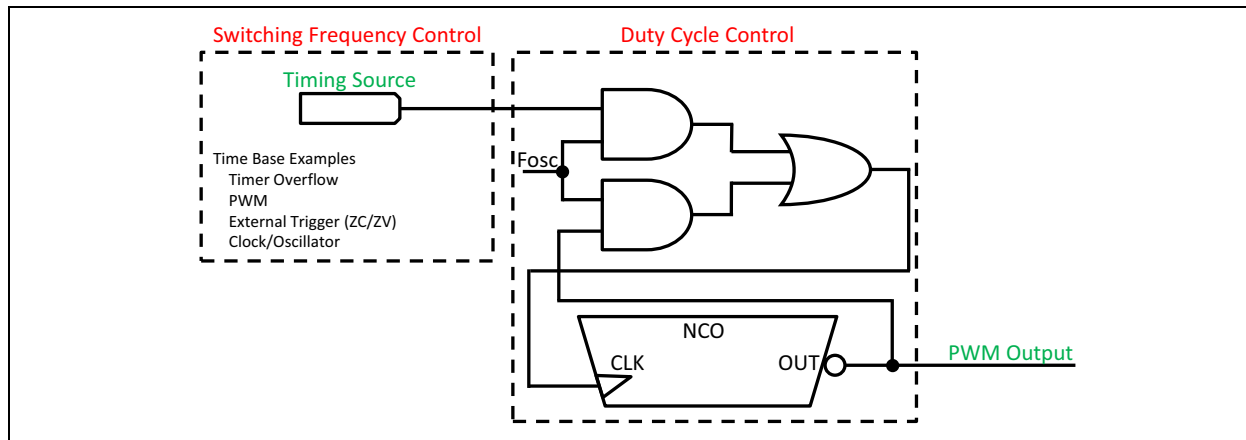 Switching Frequency Control
Duty Cycle Control
Timing Source
Time Base Examples
Timer Overflow
PWM
External Trigger (ZC/ZV)
Clock/Oscillator
Fosc
NCO
CLK
OUT
PWM Output